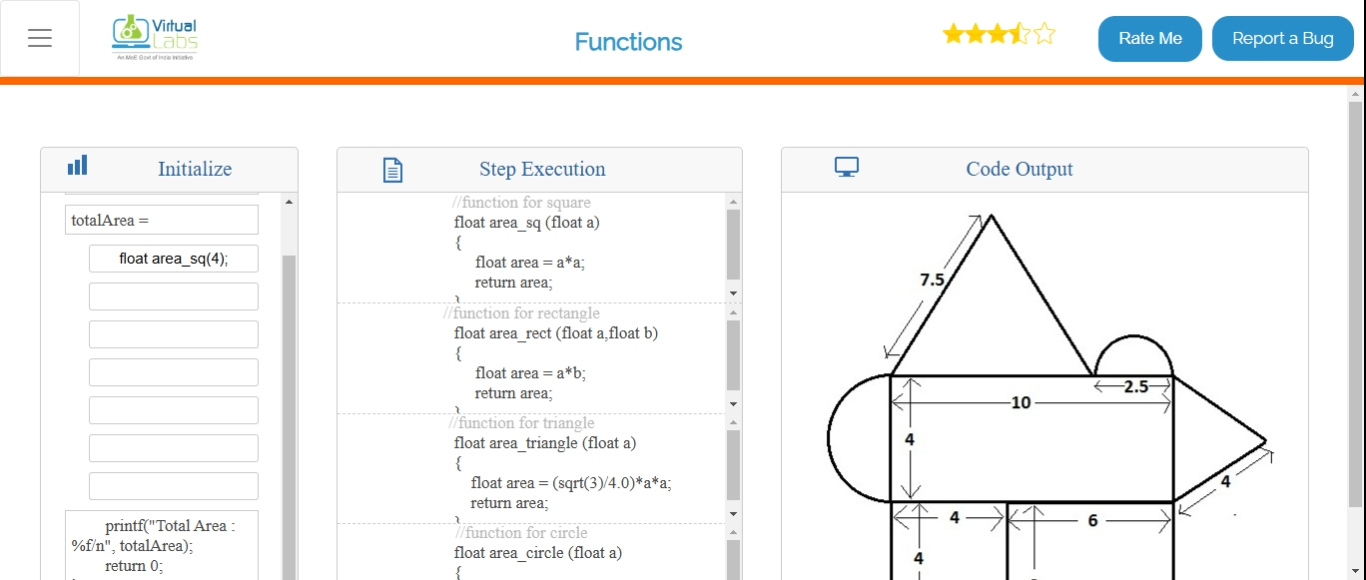 Virtual
Labs
An MoE Govt of India Initiative
Functions
Rate Me
Report a Bug
Initialize
totalArea =
float area_sq(4);
printf("Total Area :
%f/n", totalArea);
return 0;
Step Execution
//function for square
float area_sq (float a)
{
float area = a*a;
return area;
}
//function for rectangle
float area_rect (float a,float b)
{
float area = a*b;
return area;
}
//function for triangle
float area_triangle (float a)
{
float area = (sqrt(3)/4.0)*a*a;
return area;
}
//function for circle
float area_circle (float a)
{
Code Output
7.5
2.5
10
4
4
4
6
4